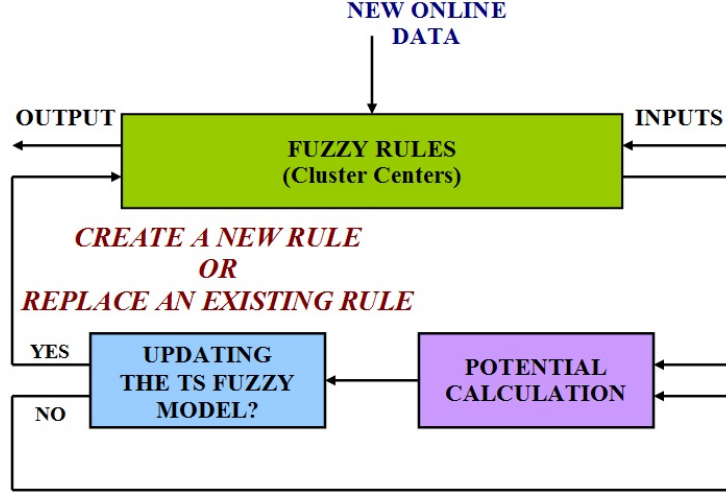 NEW ONLINE
DATA
OUTPUT
INPUTS
FUZZY RULES
(Cluster Centers)
CREATE A NEW RULE
OR
REPLACE AN EXISTING RULE
YES
UPDATING
THE TS FUZZY
MODEL?
NO
POTENTIAL
CALCULATION